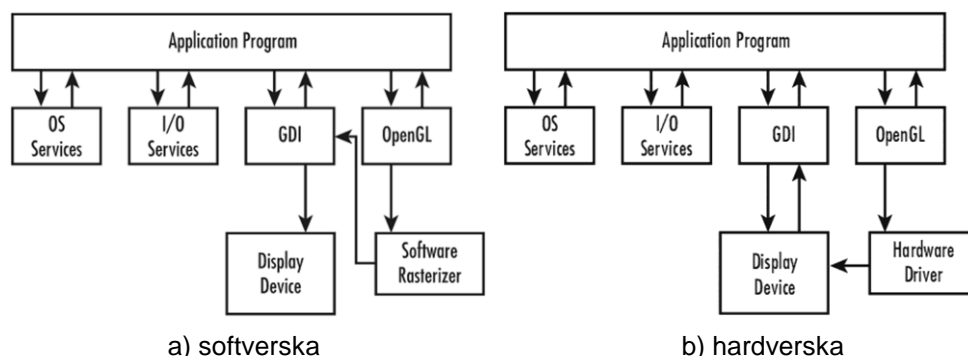 Application Program
OS
Services
I/O
Services
GDI
OpenGL
Display
Device
Software
Rasterizer
a) softverska
Application Program
OS
Services
I/O
Services
GDI
OpenGL
Display
Device
Hardware
Driver
b) hardverska